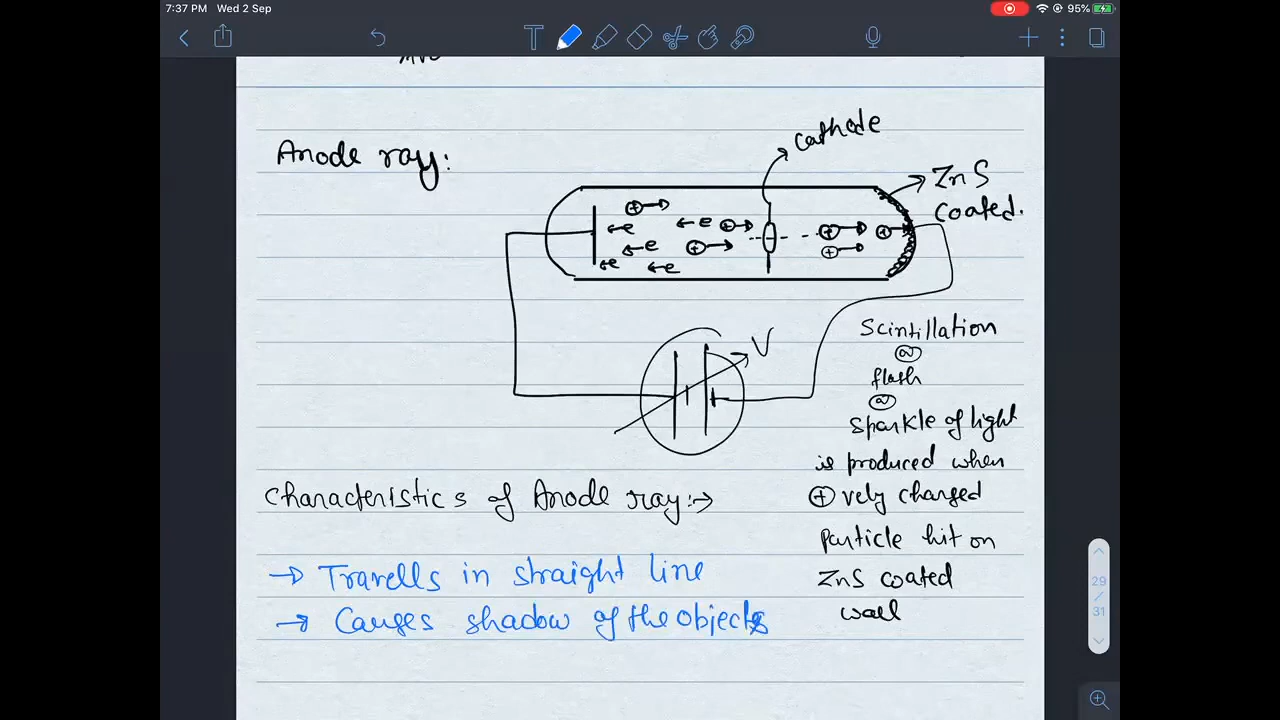 7:37 PM Wed 2 Sep
95%
T
Anode ray:
cathode
ZnS
coated.
e
e
e
e
e
V
Scintillation
or
flash
or
sparkle of light
is produced when
+ vely charged
particle hit on
ZnS coated
wall
Characteristics of Anode ray:→
→ Travells in straight line
→ Causes shadow of the objects
29
/
31